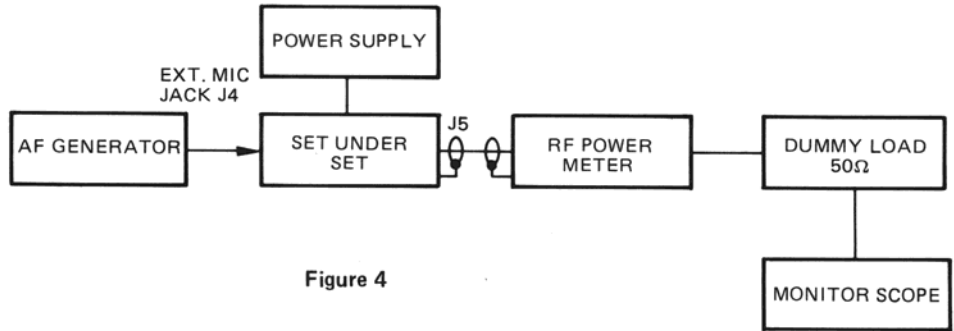 POWER SUPPLY
EXT. MIC
JACK J4
AF GENERATOR
SET UNDER
SET
J5
RF POWER
METER
DUMMY LOAD
50Ω
MONITOR SCOPE
Figure 4